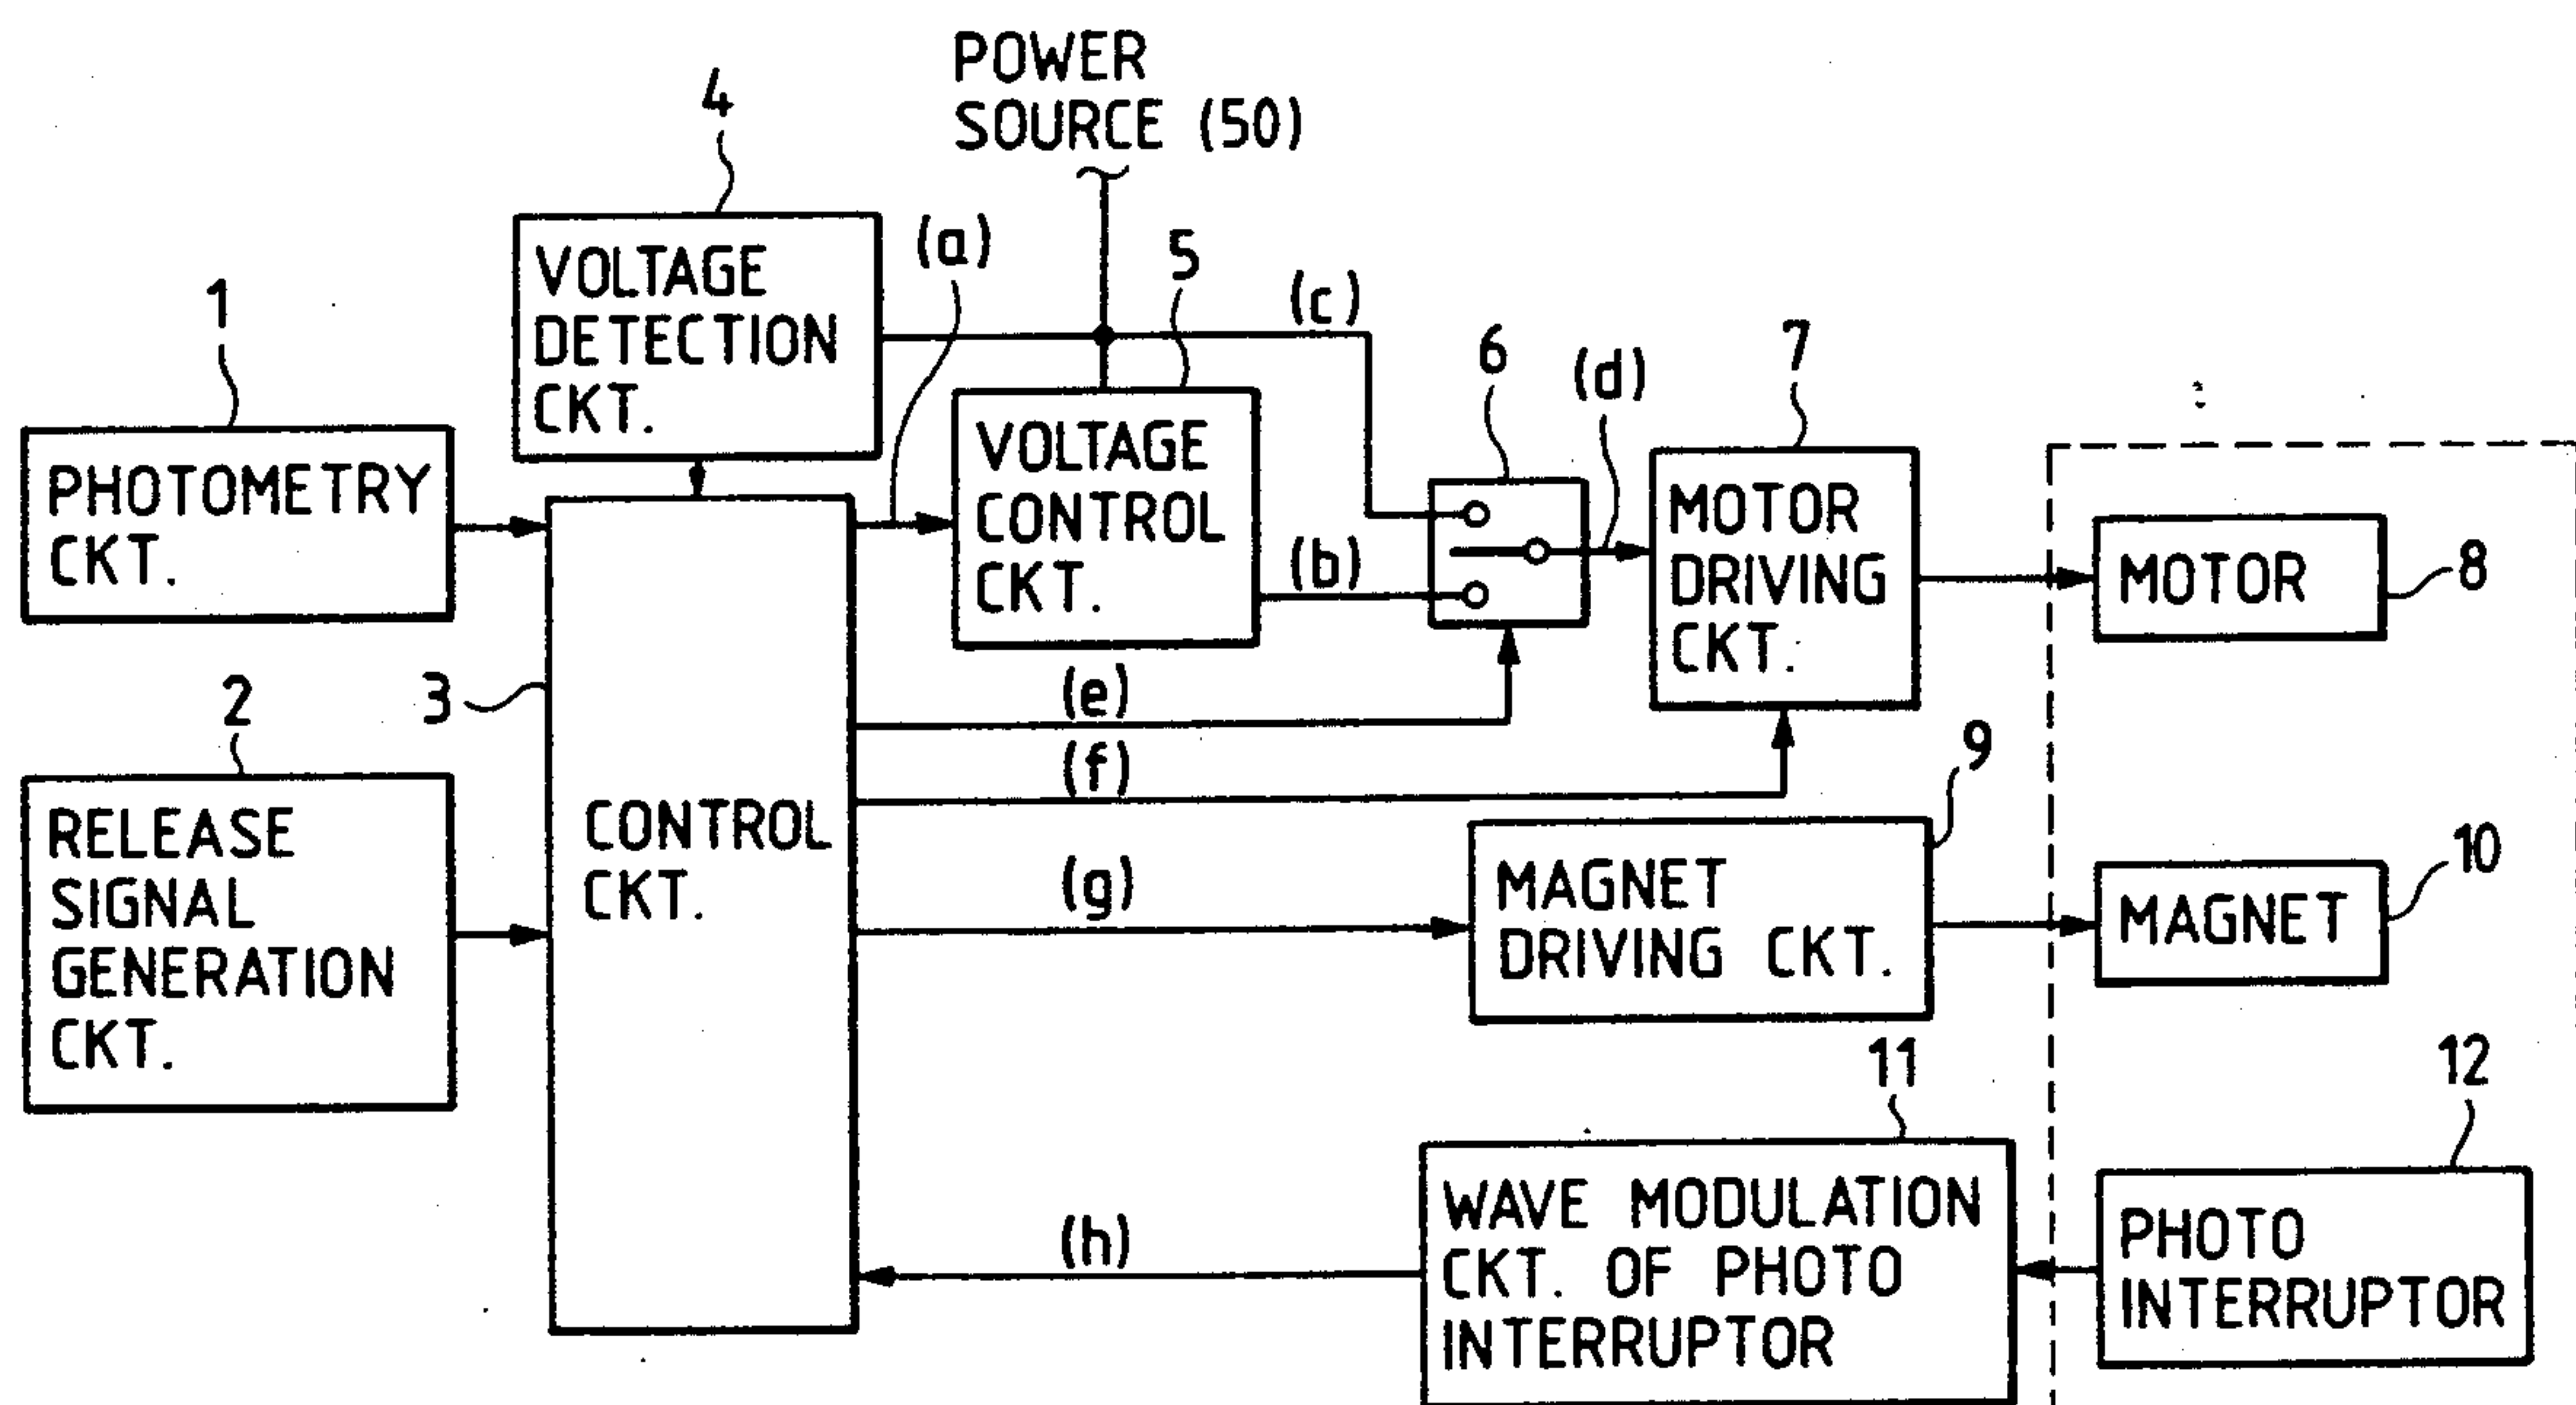 POWER
SOURCE (50)
4
VOLTAGE
DETECTION
CKT.
(a)
5
VOLTAGE
CONTROL
CKT.
(c)
(b)
6
(d)
7
MOTOR
DRIVING
CKT.
MOTOR
8
1
PHOTOMETRY
CKT.
2
RELEASE
SIGNAL
GENERATION
CKT.
3
CONTROL
CKT.
(e)
(f)
(g)
9
MAGNET
DRIVING CKT.
MAGNET
10
(h)
11
WAVE MODULATION
CKT. OF PHOTO
INTERRUPTOR
12
PHOTO
INTERRUPTOR